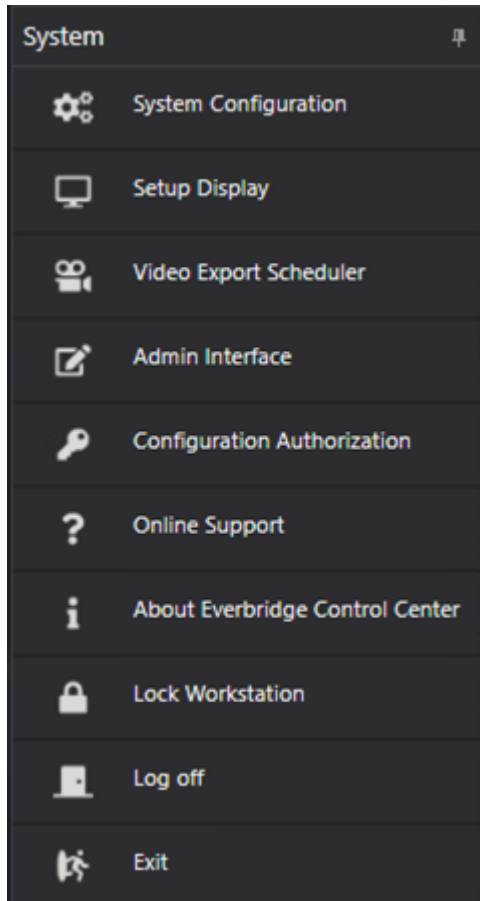 System
System Configuration
Setup Display
Video Export Scheduler
Admin Interface
Configuration Authorization
Online Support
About Everbridge Control Center
Lock Workstation
Log off
Exit